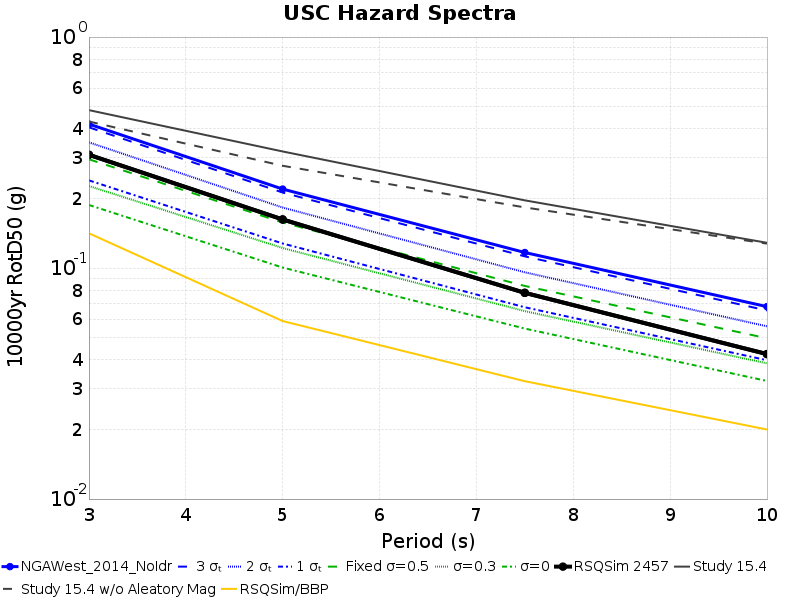 USC Hazard Spectra
10000yr RotD50 (g)
10^0
8
6
4
3
2
10^-1
8
6
4
3
2
10^-2
3 4 5 6 7 8 9 10
Period (s)
NGAWest_2014_NoIdr 3 σₜ 2 σₜ 1 σₜ Fixed σ=0.5 σ=0.3 σ=0 RSQSim 2457 Study 15.4
Study 15.4 w/o Aleatory Mag RSQSim/BBP